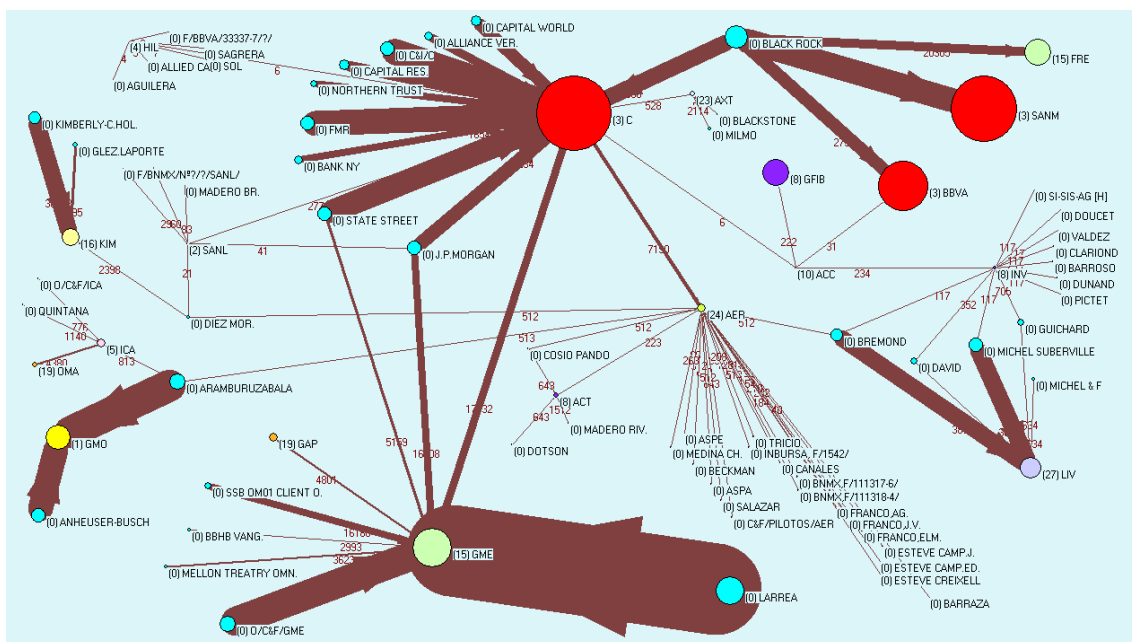 (0) CAPITAL WORLD
(0) F/BBVA/33337-7/?/
(0) ALLIANCE VER.
(4) HIL
(0) BLACK ROCK
(0) SAGRERA
(0) C&I/C
4
(0) ALLIED CA
(0) SOL
20305
(15) FRE
(0) CAPITAL RES.
6
(0) AGUILERA
(0) NORTHERN TRUST
(23) AXT
528
2114
(3) C
(3) SANM
(0) KIMBERLY-C.HOL.
(0) FMR
(0) BLACKSTONE
(0) MILMO
(0) GLEZ.LAPORTE
(0) BANK NY
(0) F/BNMX/Nº?/?/SANL/
(8) GFIB
(3) BBVA
(0) MADERO BR.
(0) SI-SIS-AG [H]
(0) STATE STREET
(0) DOUCET
2960
83
6
(0) VALDEZ
(16) KIM
(2) SANL
41
(0) J.P.MORGAN
7190
222
31
117
(0) CLARIOND
2398
(10) ACC
234
(8) INV
(0) BARROSO
21
(0) DUNAND
(0) PICTET
(0) O/C&F/ICA
117
352
117
705
(0) QUINTANA
(0) DIEZ MOR.
512
(24) AER
776
512
512
(0) GUICHARD
1140
513
223
(0) BREMOND
(5) ICA
(0) COSIO PANDO
(0) MICHEL SUBERVILLE
813
(0) DAVID
(19) OMA
(0) ARAMBURUZABALA
643
(0) MICHEL & F
(8) ACT
1512
643
(0) MADERO RIV.
(1) GMO
(19) GAP
(0) DOTSON
(0) ASPE
(0) TRICIO
(0) MEDINA CH.
(0) INBURSA, F/1542/
5159
(0) BECKMAN
(0) CANALES
(27) LIV
4801
(0) ASPA
(0) BNMX,F/111317-6/
(0) SSB OM01 CLIENT O.
(0) BNMX,F/111318-4/
(0) SALAZAR
(0) FRANCO,AG.
(0) ANHEUSER-BUSCH
(0) C&F/PILOTOS/AER
(0) FRANCO,J.V.
(0) BBHB VANG.
(0) FRANCO,ELM.
2993
(15) GME
(0) ESTEVE CAMP.J.
(0) MELLON TREATRY OMN.
(0) ESTEVE CAMP.ED.
(0) ESTEVE CREIXELL
(0) LARREA
(0) BARRAZA
(0) O/C&F/GME